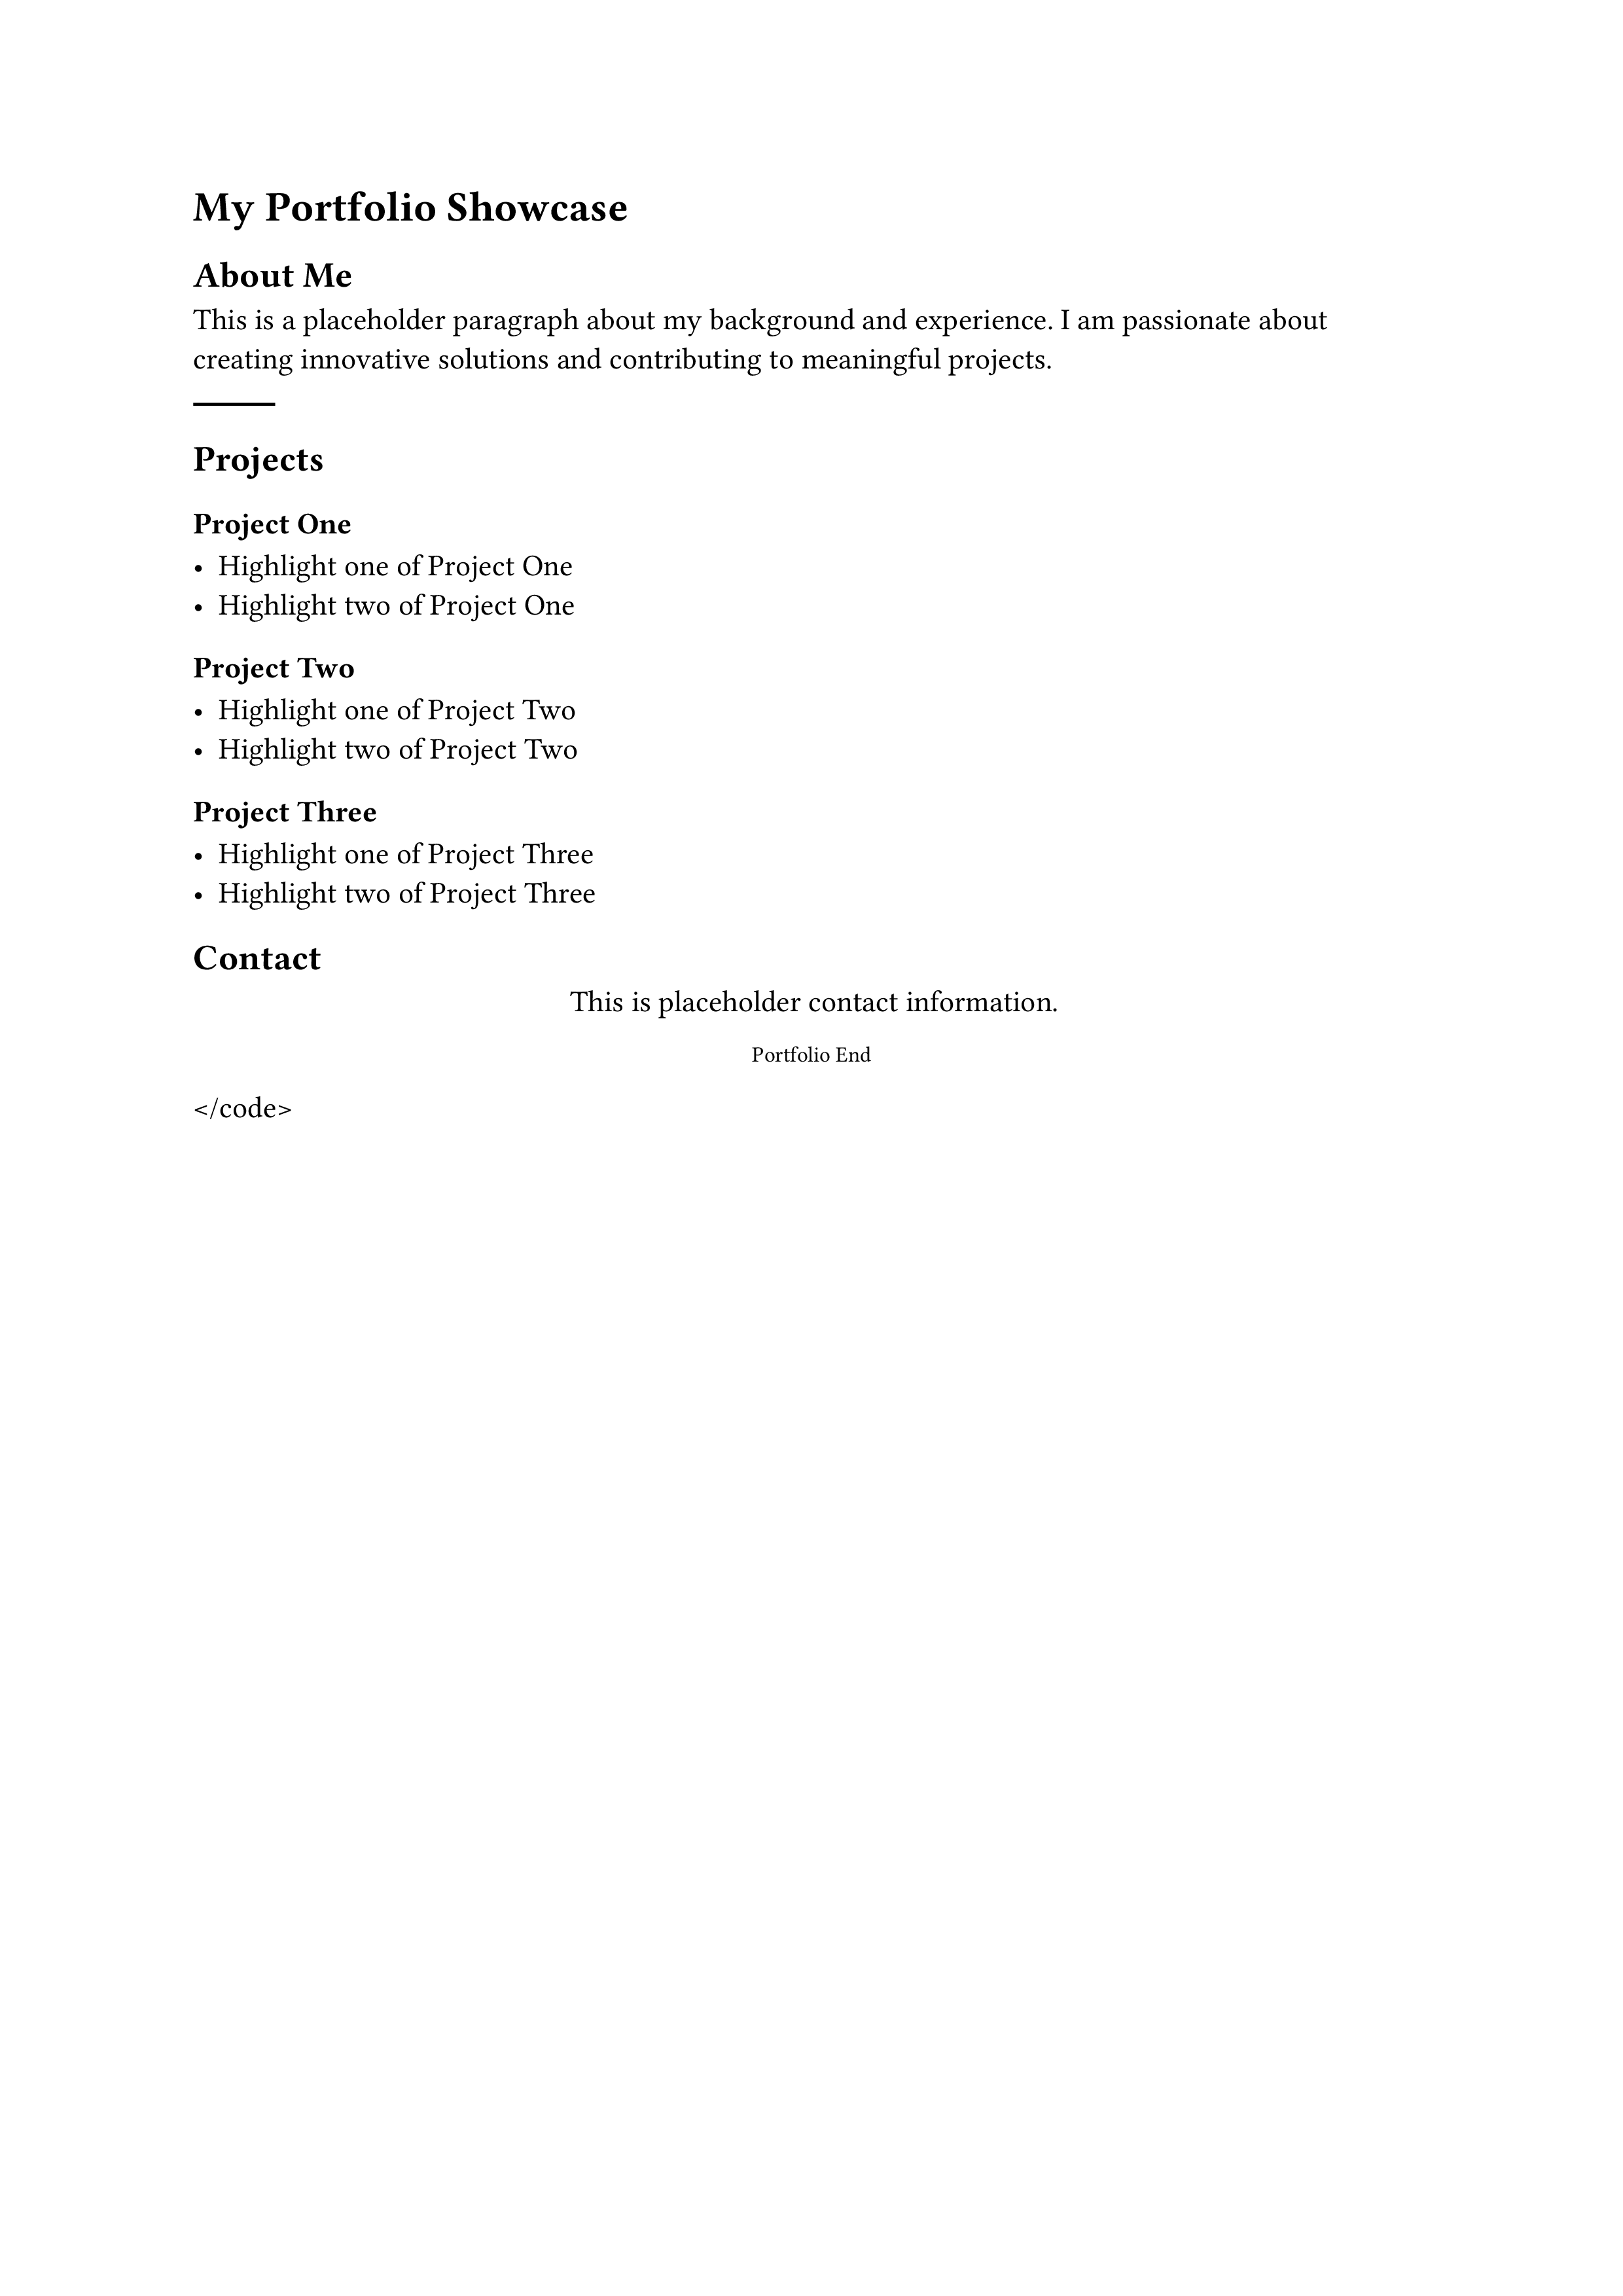 My Portfolio Showcase
About Me
This is a placeholder paragraph about my background and experience. I am passionate about
creating innovative solutions and contributing to meaningful projects.
Projects
Project One
• Highlight one of Project One
• Highlight two of Project One
Project Two
• Highlight one of Project Two
• Highlight two of Project Two
Project Three
• Highlight one of Project Three
• Highlight two of Project Three
Contact
This is placeholder contact information.
Portfolio End
</code>